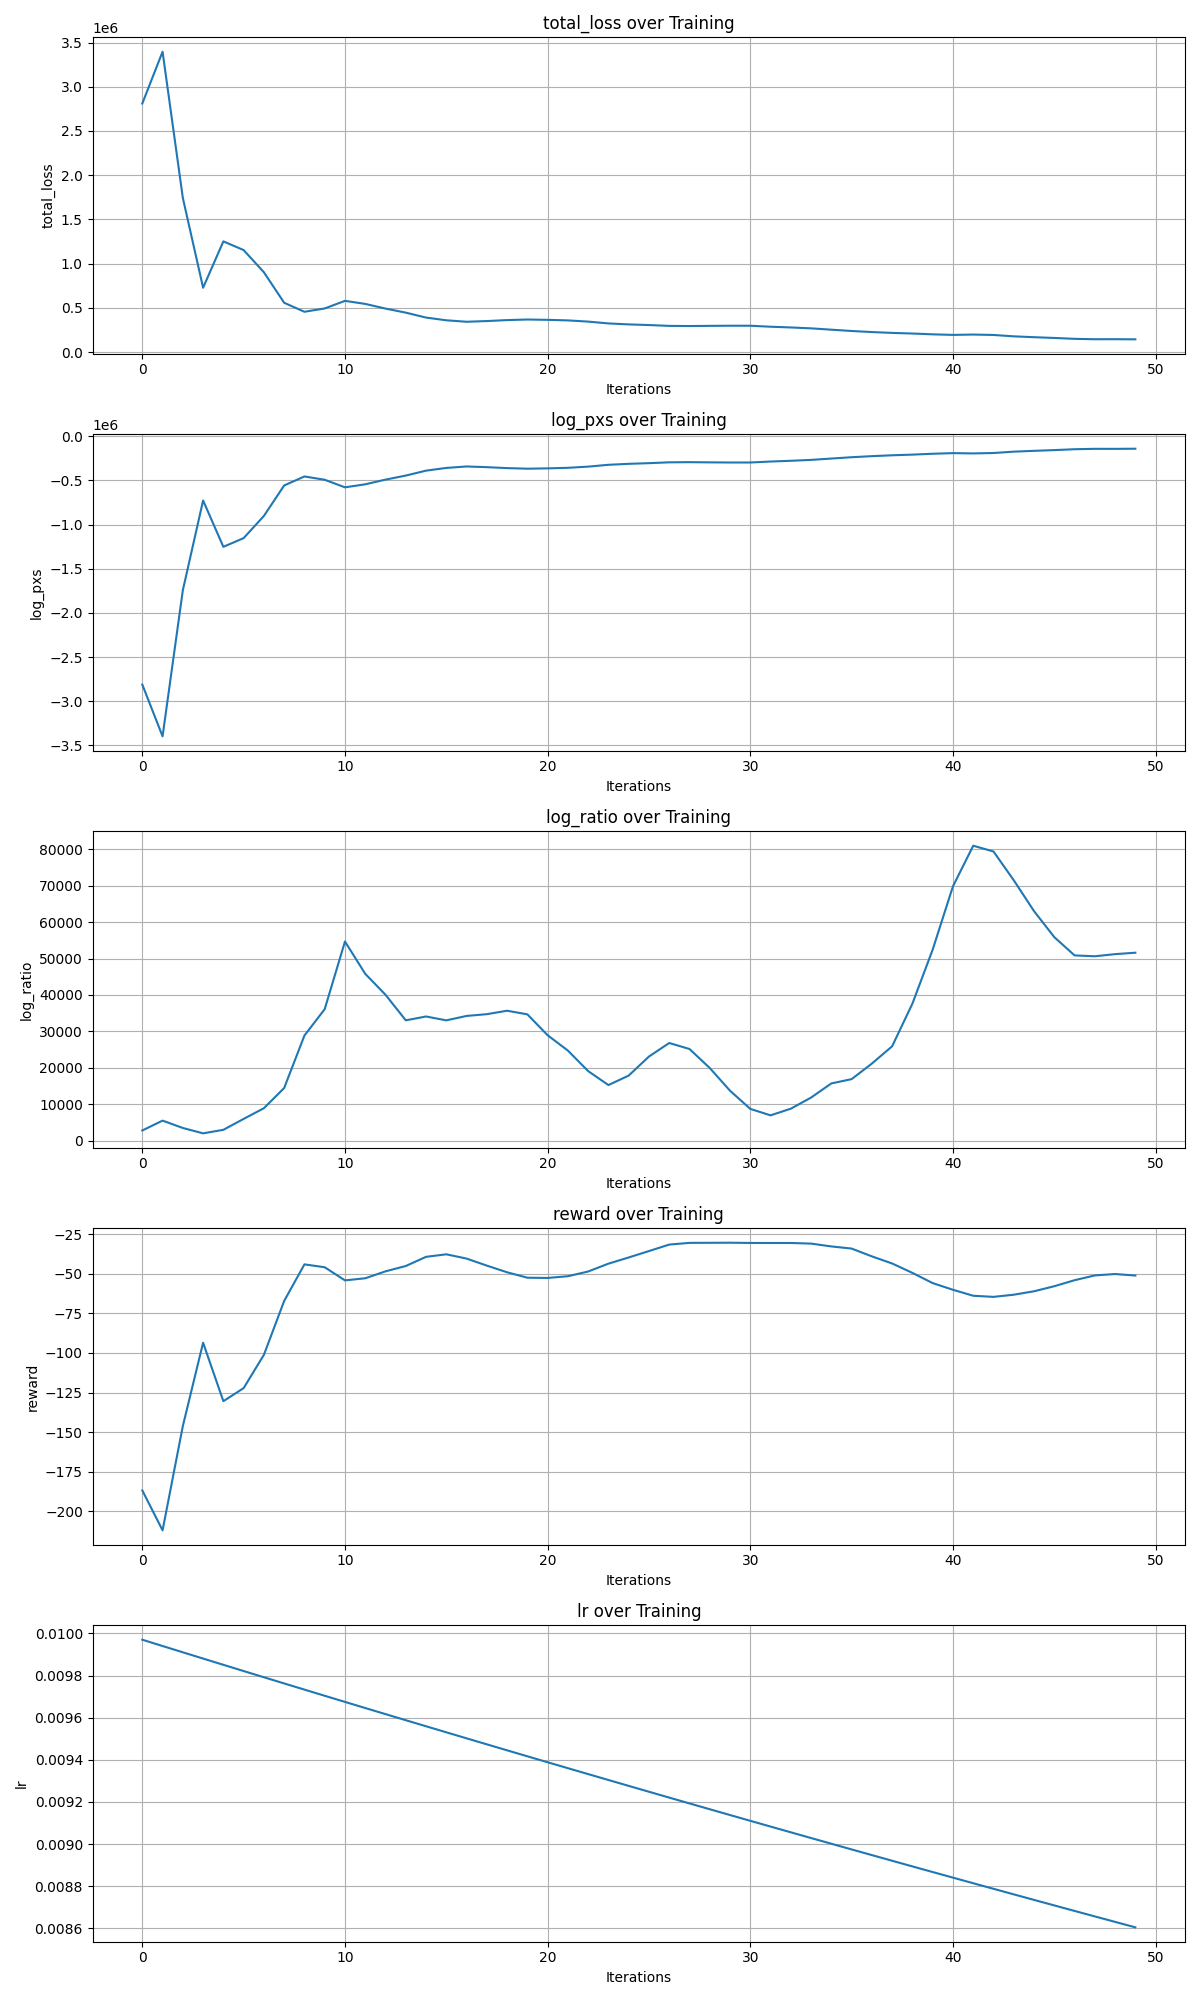 total_loss over Training
1e6
3.5
3.0
2.5
2.0
1.5
1.0
0.5
0.0
total_loss
0 10 20 30 40 50
Iterations
log_pxs over Training
1e6
0.0
−0.5
−1.0
−1.5
−2.0
−2.5
−3.0
−3.5
log_pxs
0 10 20 30 40 50
Iterations
log_ratio over Training
80000
70000
60000
50000
40000
30000
20000
10000
0
log_ratio
0 10 20 30 40 50
Iterations
reward over Training
−25
−50
−75
−100
−125
−150
−175
−200
reward
0 10 20 30 40 50
Iterations
lr over Training
0.0100
0.0098
0.0096
0.0094
0.0092
0.0090
0.0088
0.0086
lr
0 10 20 30 40 50
Iterations